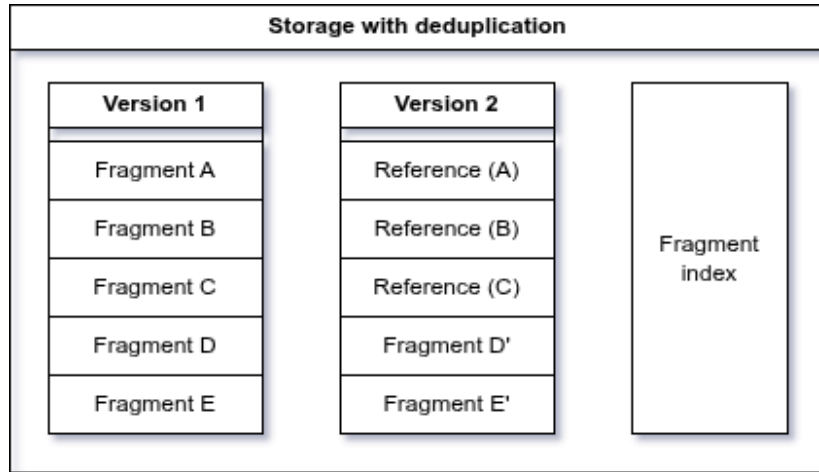 Storage with deduplication
Version 1
Fragment A
Fragment B
Fragment C
Fragment D
Fragment E
Version 2
Reference (A)
Reference (B)
Reference (C)
Fragment D'
Fragment E'
Fragment
index